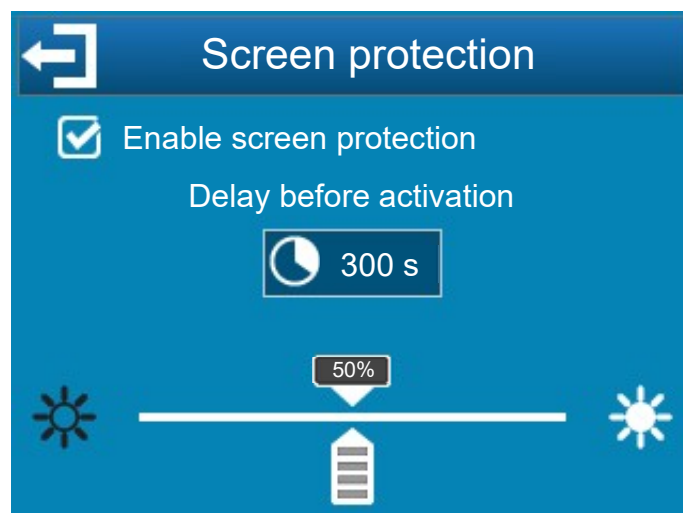 Screen protection
Enable screen protection
Delay before activation
300 s
50%